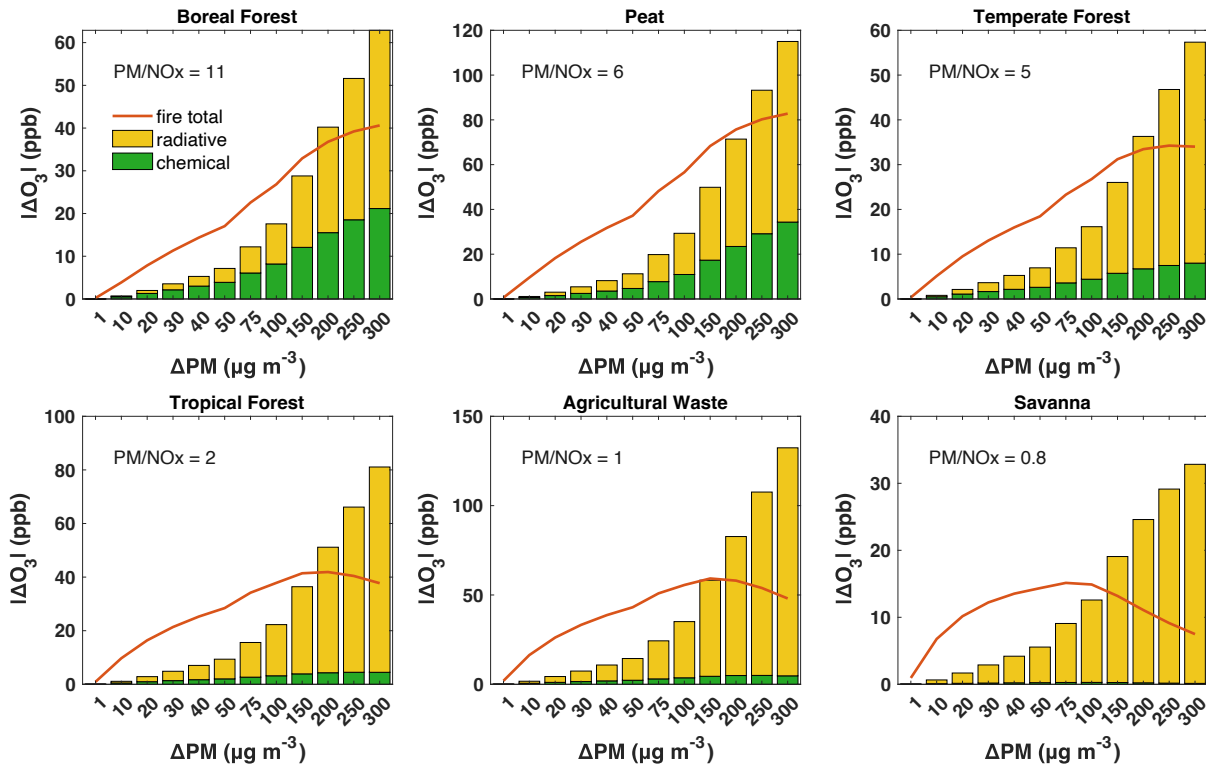 Boreal Forest
|ΔO3| (ppb)
60
50
40
30
20
10
0
PM/NOx = 11
fire total
radiative
chemical
1 10 20 30 40 50 75 100 150 200 250 300
ΔPM (µg m-3)
Peat
|ΔO3| (ppb)
120
100
80
60
40
20
0
PM/NOx = 6
1 10 20 30 40 50 75 100 150 200 250 300
ΔPM (µg m-3)
Temperate Forest
|ΔO3| (ppb)
60
50
40
30
20
10
0
PM/NOx = 5
1 10 20 30 40 50 75 100 150 200 250 300
ΔPM (µg m-3)
Tropical Forest
|ΔO3| (ppb)
100
80
60
40
20
0
PM/NOx = 2
1 10 20 30 40 50 75 100 150 200 250 300
ΔPM (µg m-3)
Agricultural Waste
|ΔO3| (ppb)
150
100
50
0
PM/NOx = 1
1 10 20 30 40 50 75 100 150 200 250 300
ΔPM (µg m-3)
Savanna
|ΔO3| (ppb)
40
30
20
10
0
PM/NOx = 0.8
1 10 20 30 40 50 75 100 150 200 250 300
ΔPM (µg m-3)